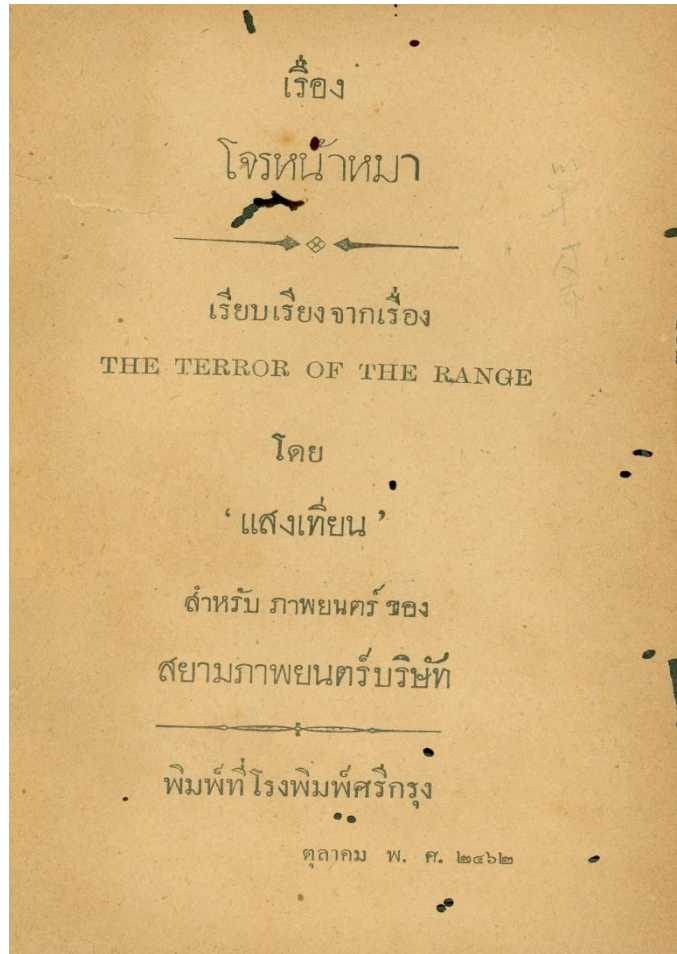 เรื่อง
โจรหน้าหมา
เรียบเรียงจากเรื่อง
THE TERROR OF THE RANGE
โดย
‘ แสงเทียน ’
สำหรับ ภาพยนตร์ ของ
สยามภาพยนตร์บริษัท
พิมพ์ที่โรงพิมพ์ศรีกรุง
ตุลาคม พ. ศ. ๒๔๖๒